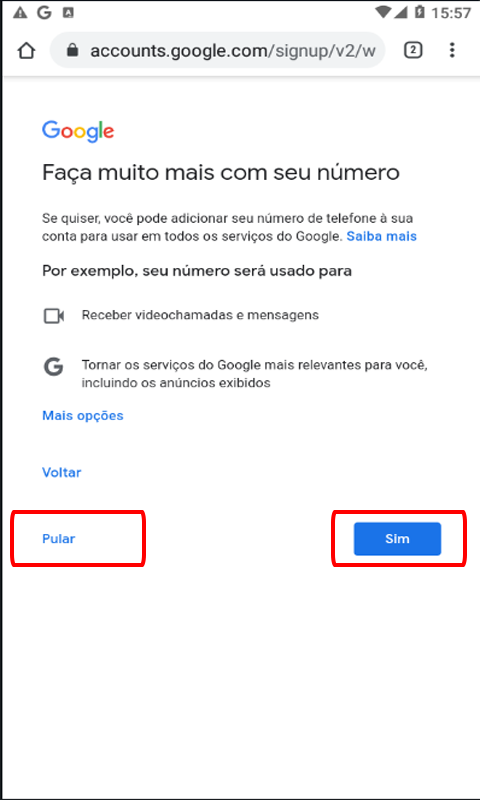 15:57
accounts.google.com/signup/v2/w
2
Google
Faça muito mais com seu número
Se quiser, você pode adicionar seu número de telefone à sua
conta para usar em todos os serviços do Google. Saiba mais
Por exemplo, seu número será usado para
Receber videochamadas e mensagens
G
Tornar os serviços do Google mais relevantes para você,
incluindo os anúncios exibidos
Mais opções
Voltar
Pular
Sim